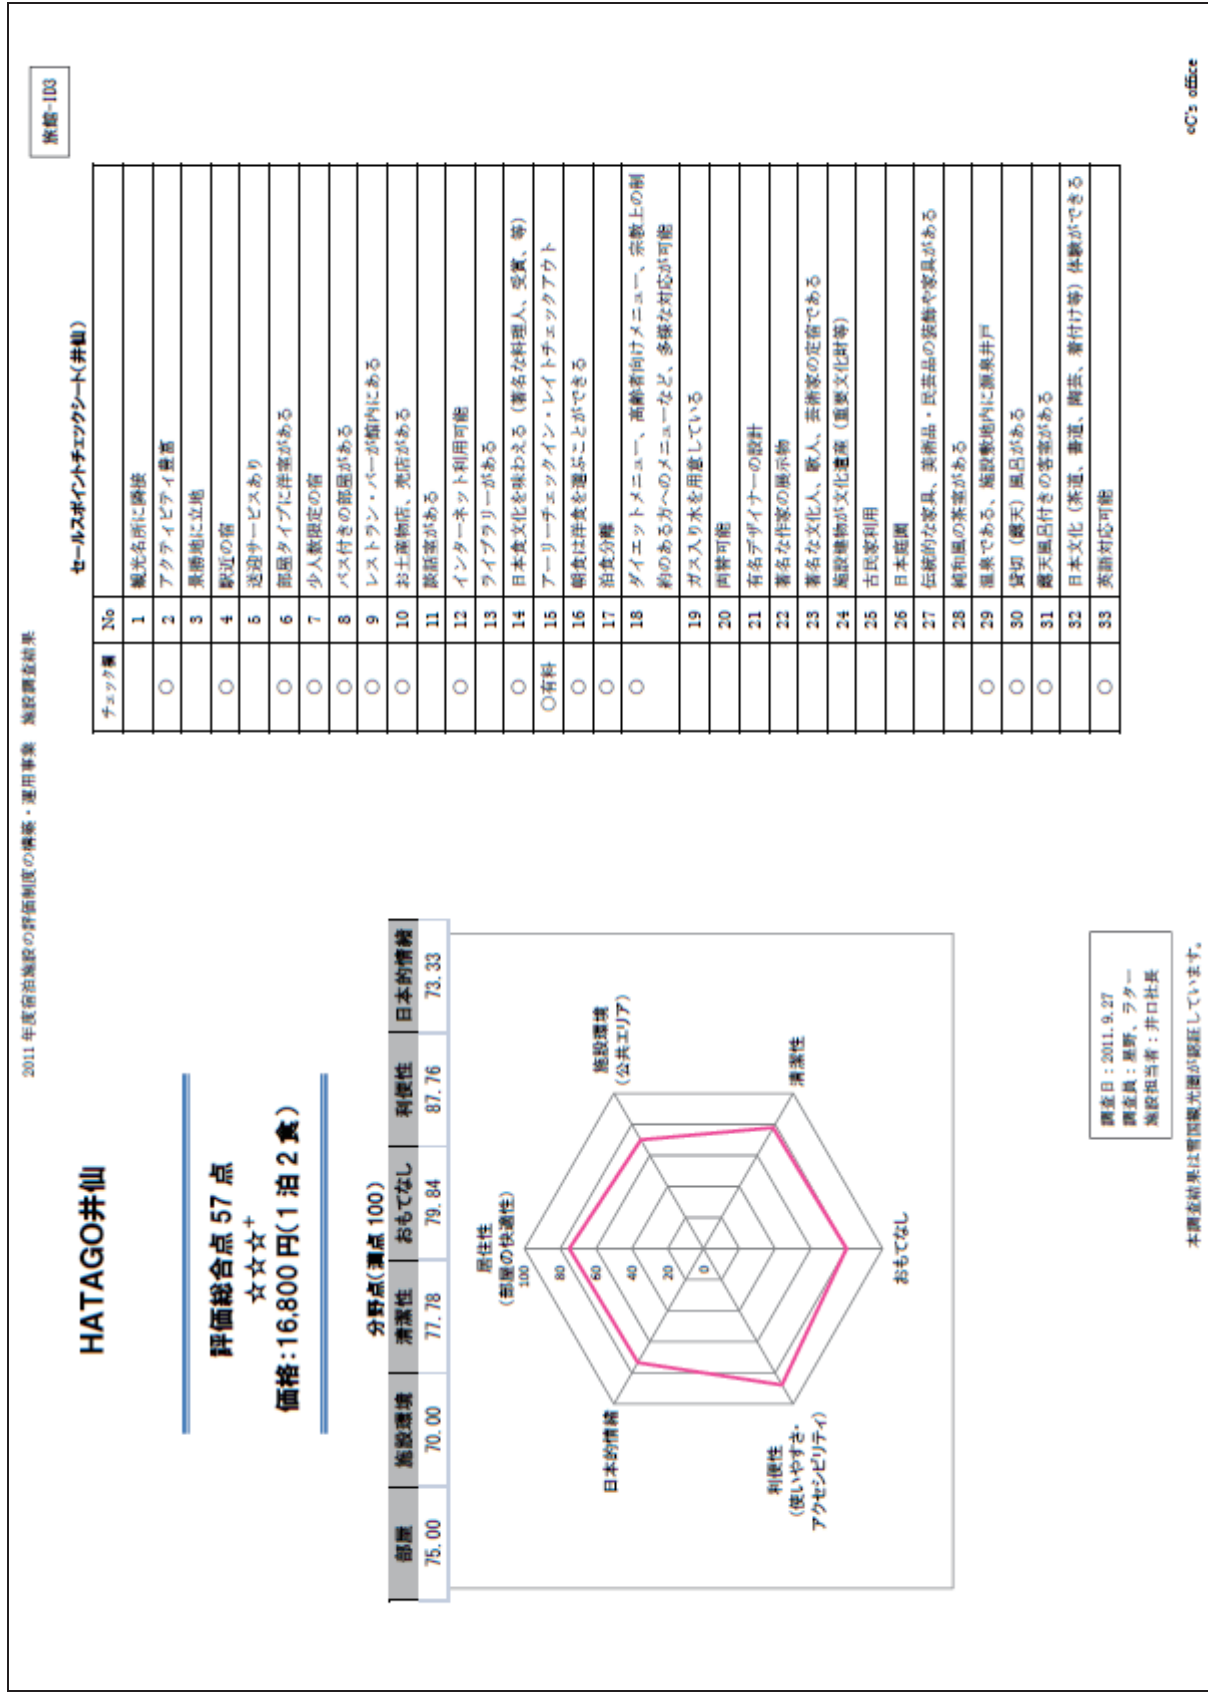 2011 年度宿泊施設の評価制度の構築・運用事業　施設調査結果
旅館-ID3
HATAGO井仙
評価総合点 57 点
☆☆☆⁺
価格:16,800 円(1 泊 2 食)
分野点(満点 100)
部屋 施設環境 清潔性 おもてなし 利便性 日本的情緒
75.00 70.00 77.78 79.84 87.76 73.33
居住性
(部屋の快適性)
100
80
60
40
20
0
施設環境
(公共エリア)
清潔性
おもてなし
利便性
(使いやすさ・
アクセシビリティ)
日本的情緒
調査日：2011.9.27
調査員：星野、ラター
施設担当者：井口社長
本調査結果は雪国観光圏が認証しています。
セールスポイントチェックシート(井仙)
チェック欄 No
1 観光名所に隣接
○ 2 アクティビティ豊富
3 景勝地に立地
○ 4 駅近の宿
5 送迎サービスあり
○ 6 部屋タイプに洋室がある
○ 7 少人数限定の宿
○ 8 バス付きの部屋がある
○ 9 レストラン・バーが館内にある
○ 10 お土産物店、売店がある
11 談話室がある
○ 12 インターネット利用可能
13 ライブラリーがある
○ 14 日本食文化を味わえる（著名な料理人、受賞、等）
○有料 15 アーリーチェックイン・レイトチェックアウト
○ 16 朝食は洋食を選ぶことができる
○ 17 泊食分離
○ 18 ダイエットメニュー、高齢者向けメニュー、宗教上の制
約のある方へのメニューなど、多様な対応が可能
19 ガス入り水を用意している
20 両替可能
21 有名デザイナーの設計
22 著名な作家の展示物
23 著名な文化人、歌人、芸術家の定宿である
24 施設建物が文化遺産（重要文化財等）
25 古民家利用
26 日本庭園
27 伝統的な家具、美術品・民芸品の装飾や家具がある
28 純和風の茶室がある
○ 29 温泉である、施設敷地内に源泉井戸
○ 30 貸切（露天）風呂がある
○ 31 露天風呂付きの客室がある
32 日本文化（茶道、書道、陶芸、着付け等）体験ができる
○ 33 英語対応可能
©C's office